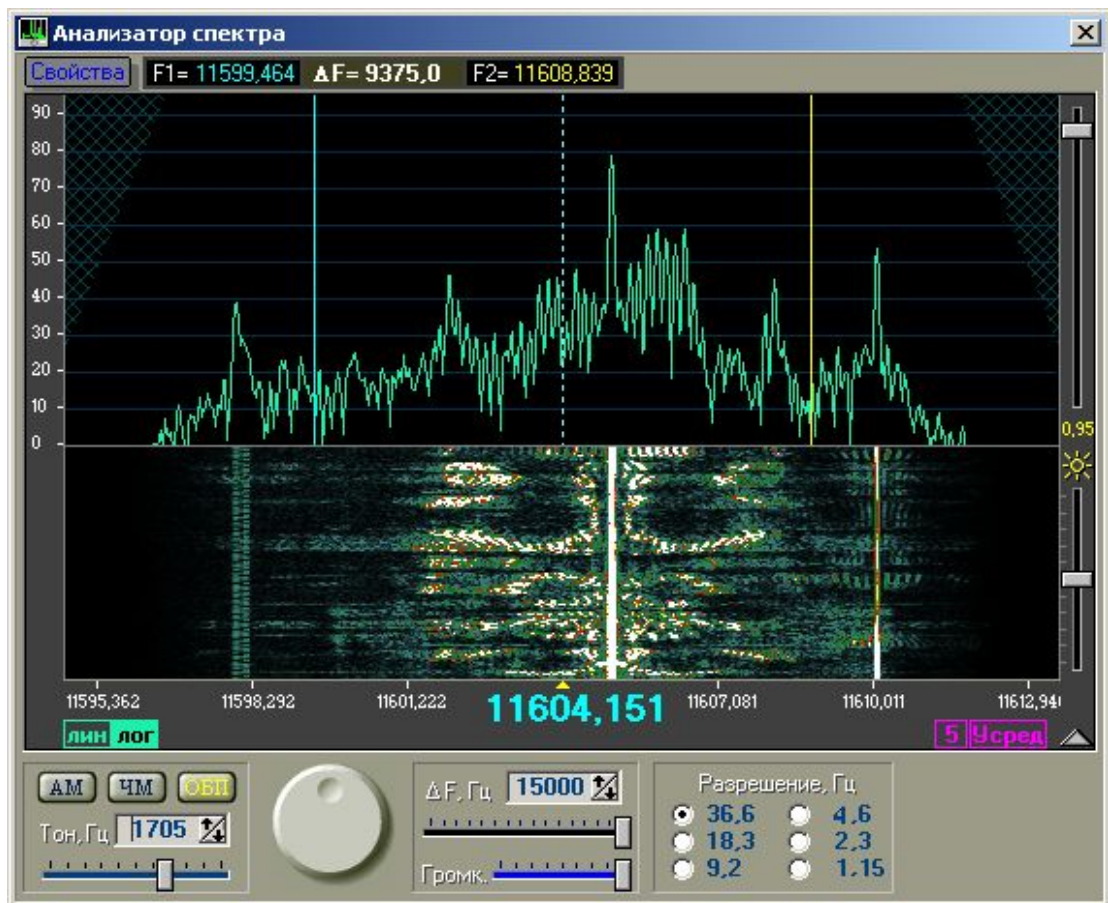 Анализатор спектра
Свойства F1= 11599,464 ΔF= 9375,0 F2= 11608,839
90
80
70
60
50
40
30
20
10
0
0,95
11595,362 11598,292 11601,222 11604,151 11607,081 11610,011 11612,941
лин лог 5 Усред
АМ ЧМ ОБП
Тон, Гц 1705
ΔF, Гц 15000
Громк.
Разрешение, Гц
36,6 4,6
18,3 2,3
9,2 1,15